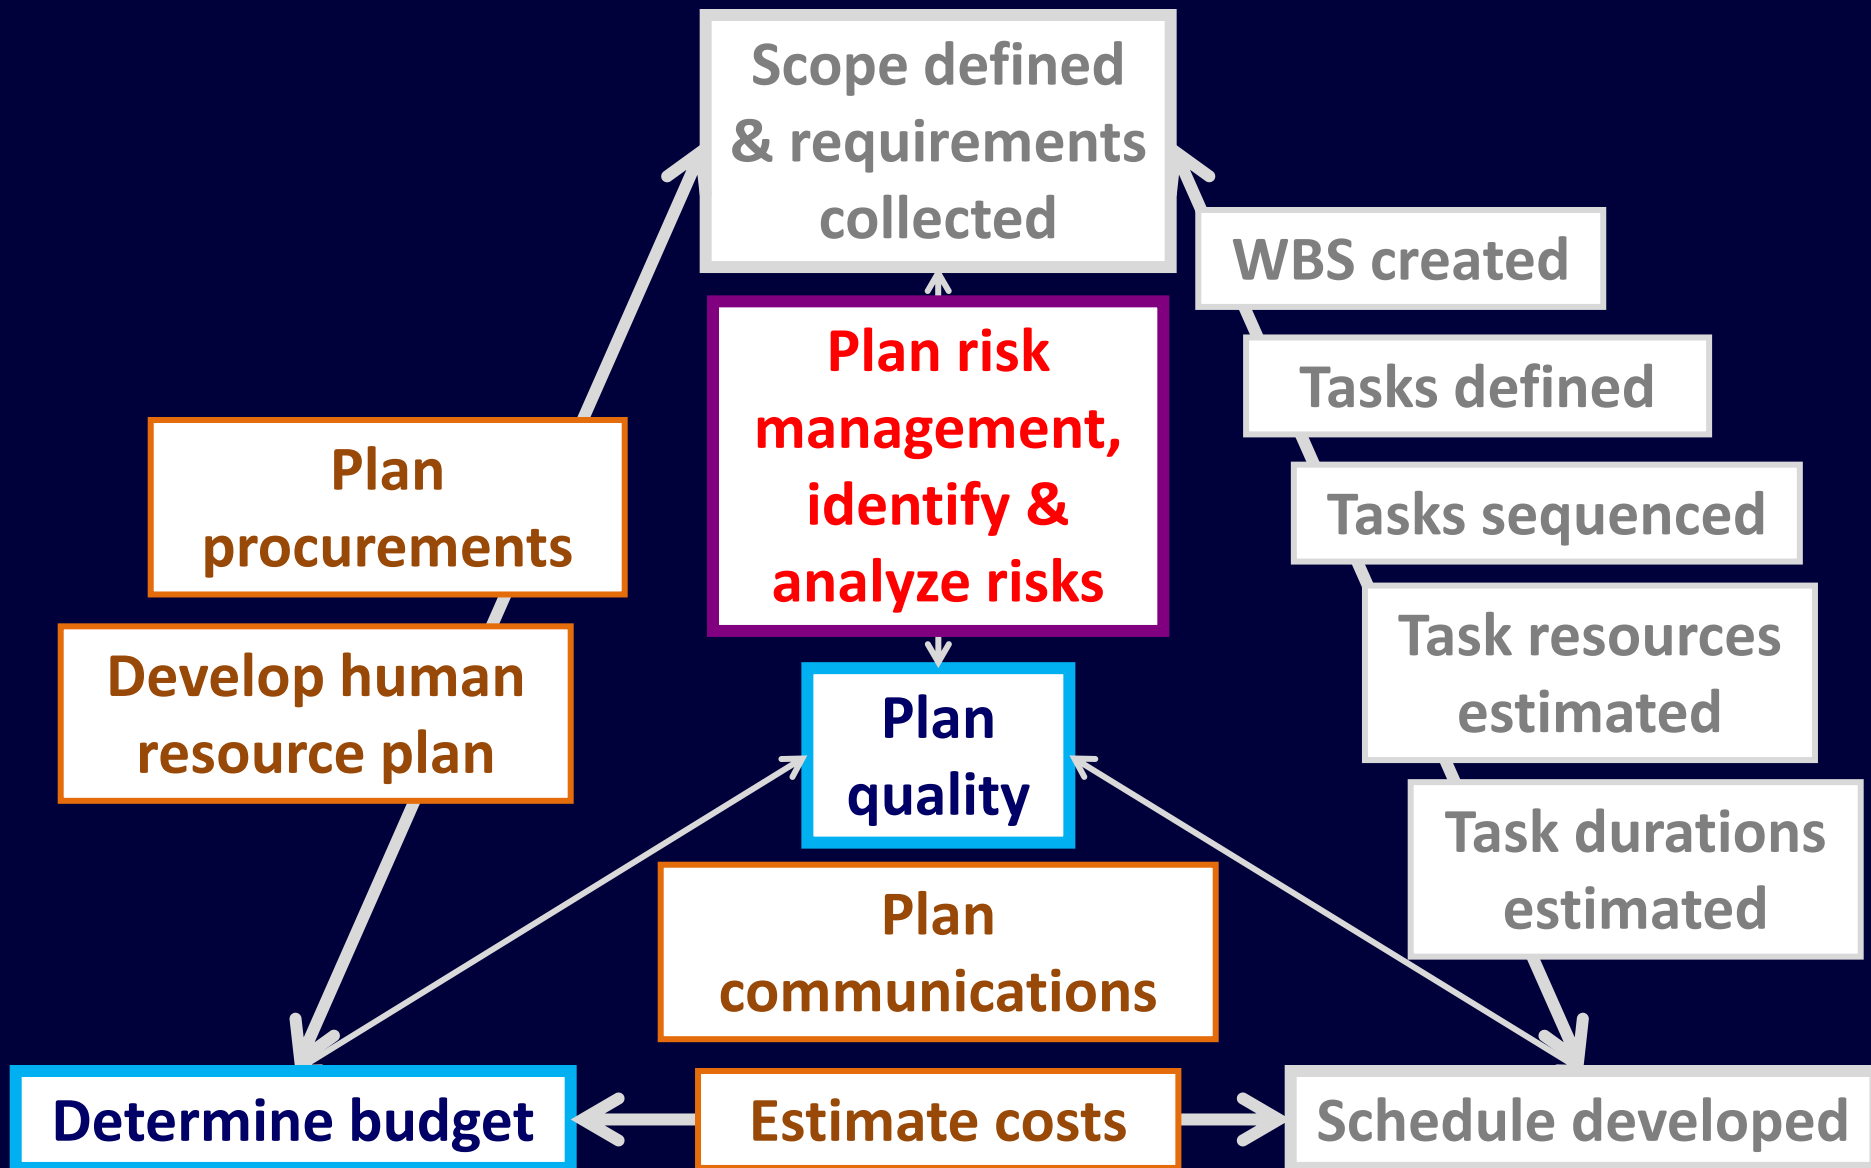 Scope defined
& requirements
collected
WBS created
Plan risk
management,
identify &
analyze risks
Tasks defined
Plan
procurements
Tasks sequenced
Develop human
resource plan
Task resources
estimated
Plan
quality
Task durations
estimated
Plan
communications
Determine budget
Estimate costs
Schedule developed